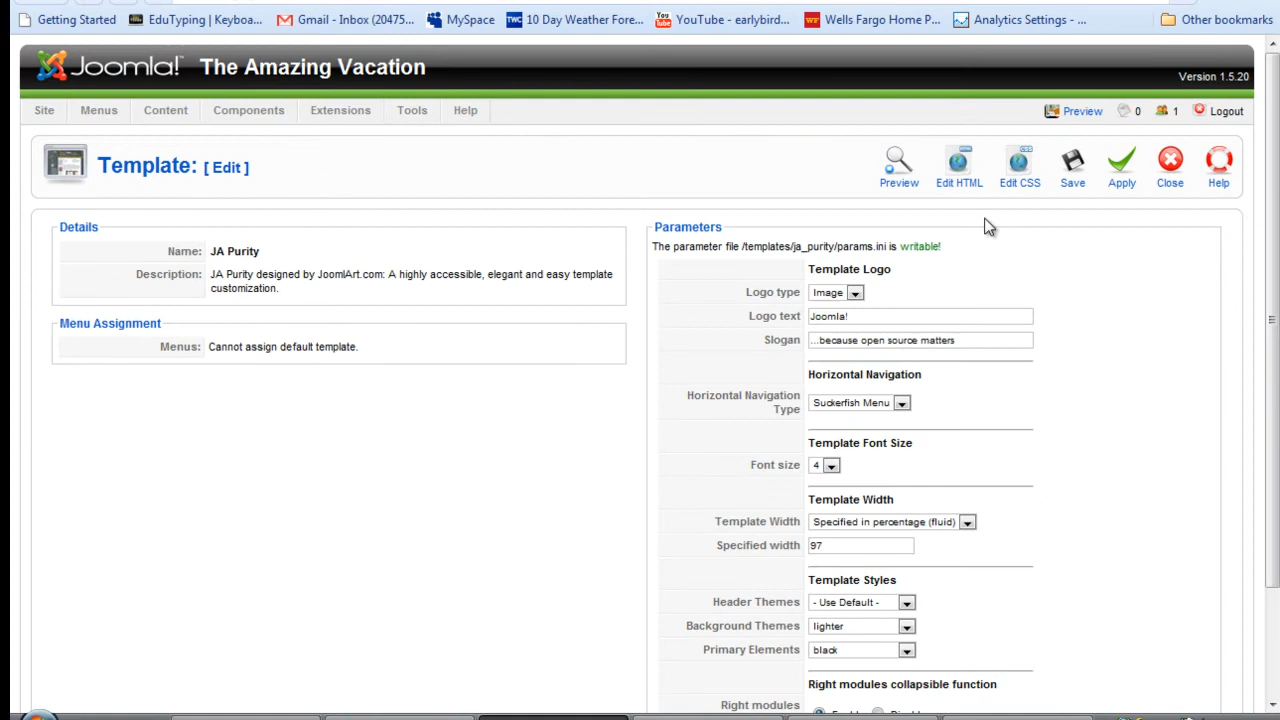 Getting Started EduTyping | Keyboa... Gmail - Inbox (20475... MySpace 10 Day Weather Fore... YouTube - earlybird... Wells Fargo Home P... Analytics Settings - ... Other bookmarks
Joomla! The Amazing Vacation
Version 1.5.20
Site Menus Content Components Extensions Tools Help Preview 0 1 Logout
Template: [ Edit ]
Preview Edit HTML Edit CSS Save Apply Close Help
Details
Name: JA Purity
Description: JA Purity designed by JoomlArt.com: A highly accessible, elegant and easy template
customization.
Menu Assignment
Menus: Cannot assign default template.
Parameters
The parameter file /templates/ja_purity/params.ini is writable!
Template Logo
Logo type Image
Logo text Joomla!
Slogan ...because open source matters
Horizontal Navigation
Horizontal Navigation
Type Suckerfish Menu
Template Font Size
Font size 4
Template Width
Template Width Specified in percentage (fluid)
Specified width 97
Template Styles
Header Themes - Use Default -
Background Themes lighter
Primary Elements black
Right modules collapsible function
Right modules